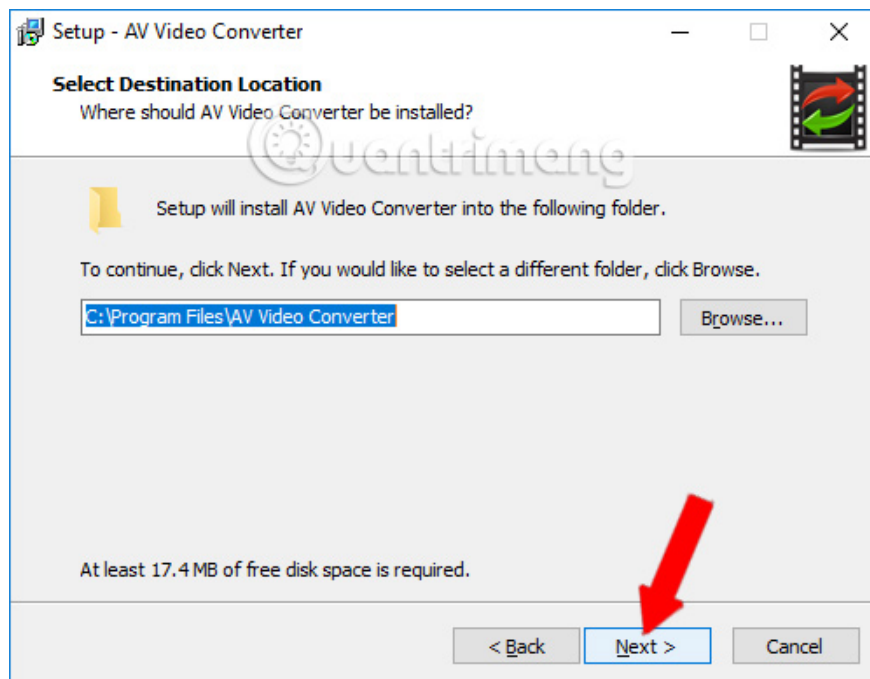 Setup - AV Video Converter
Select Destination Location
Where should AV Video Converter be installed?
Quantrimang
Setup will install AV Video Converter into the following folder.
To continue, click Next. If you would like to select a different folder, click Browse.
C:\Program Files\AV Video Converter
Browse...
At least 17.4 MB of free disk space is required.
< Back
Next >
Cancel